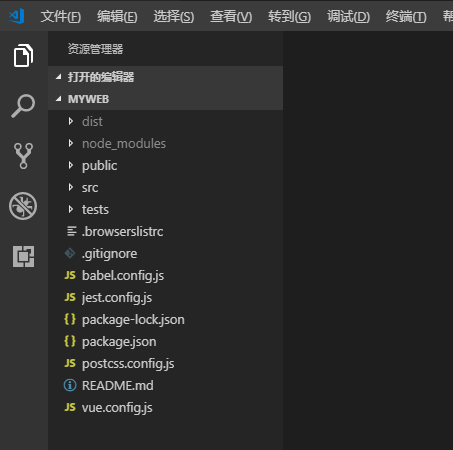 文件(F) 编辑(E) 选择(S) 查看(V) 转到(G) 调试(D) 终端(T) 帮
资源管理器
打开的编辑器
MYWEB
dist
node_modules
public
src
tests
.browserslistrc
.gitignore
JS babel.config.js
JS jest.config.js
{} package-lock.json
{} package.json
JS postcss.config.js
README.md
JS vue.config.js